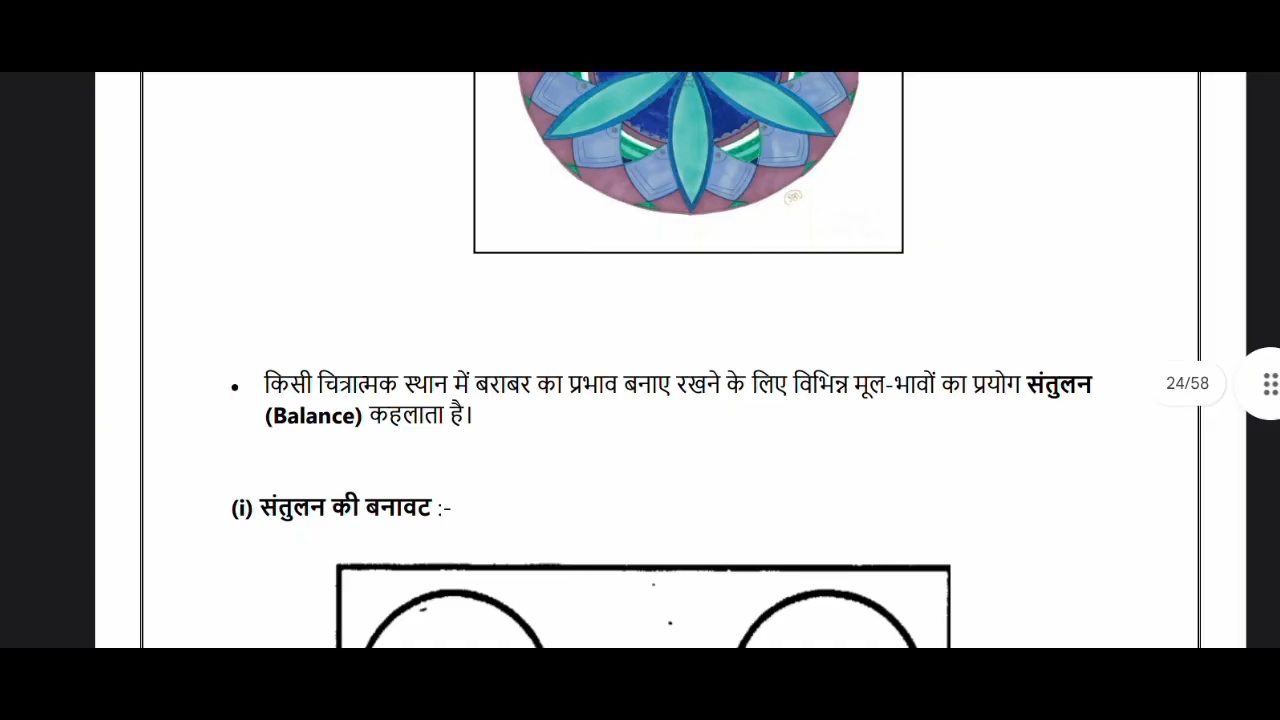 • किसी चित्रात्मक स्थान में बराबर का प्रभाव बनाए रखने के लिए विभिन्न मूल-भावों का प्रयोग संतुलन
(Balance) कहलाता है।
24/58
(i) संतुलन की बनावट :-